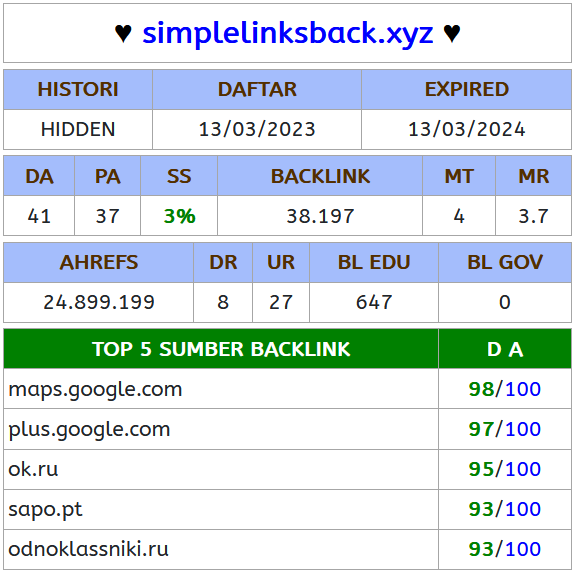 ♥ simplelinksback.xyz ♥
HISTORI DAFTAR EXPIRED
HIDDEN 13/03/2023 13/03/2024
DA PA SS BACKLINK MT MR
41 37 3% 38.197 4 3.7
AHREFS DR UR BL EDU BL GOV
24.899.199 8 27 647 0
TOP 5 SUMBER BACKLINK D A
maps.google.com 98/100
plus.google.com 97/100
ok.ru 95/100
sapo.pt 93/100
odnoklassniki.ru 93/100